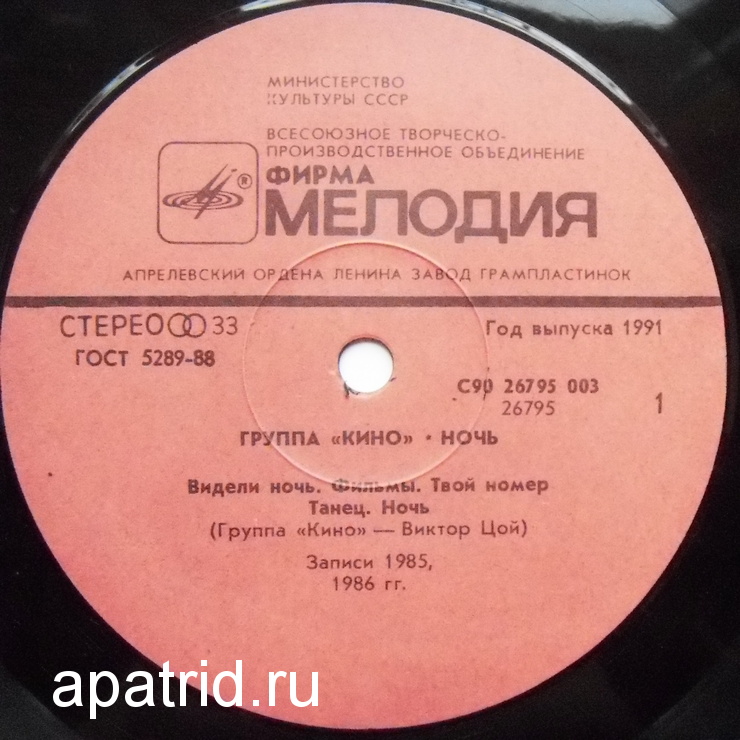 МИНИСТЕРСТВО
КУЛЬТУРЫ СССР
ВСЕСОЮЗНОЕ ТВОРЧЕСКО-
ПРОИЗВОДСТВЕННОЕ ОБЪЕДИНЕНИЕ
®
ФИРМА
МЕЛОДИЯ
АПРЕЛЕВСКИЙ ОРДЕНА ЛЕНИНА ЗАВОД ГРАМПЛАСТИНОК
СТЕРЕО 33
Год выпуска 1991
ГОСТ 5289-88
С90 26795 003
26795
1
ГРУППА «КИНО» · НОЧЬ
Видели ночь. Фильмы. Твой номер
Танец. Ночь
(Группа «Кино» — Виктор Цой)
Записи 1985,
1986 гг.
apatrid.ru